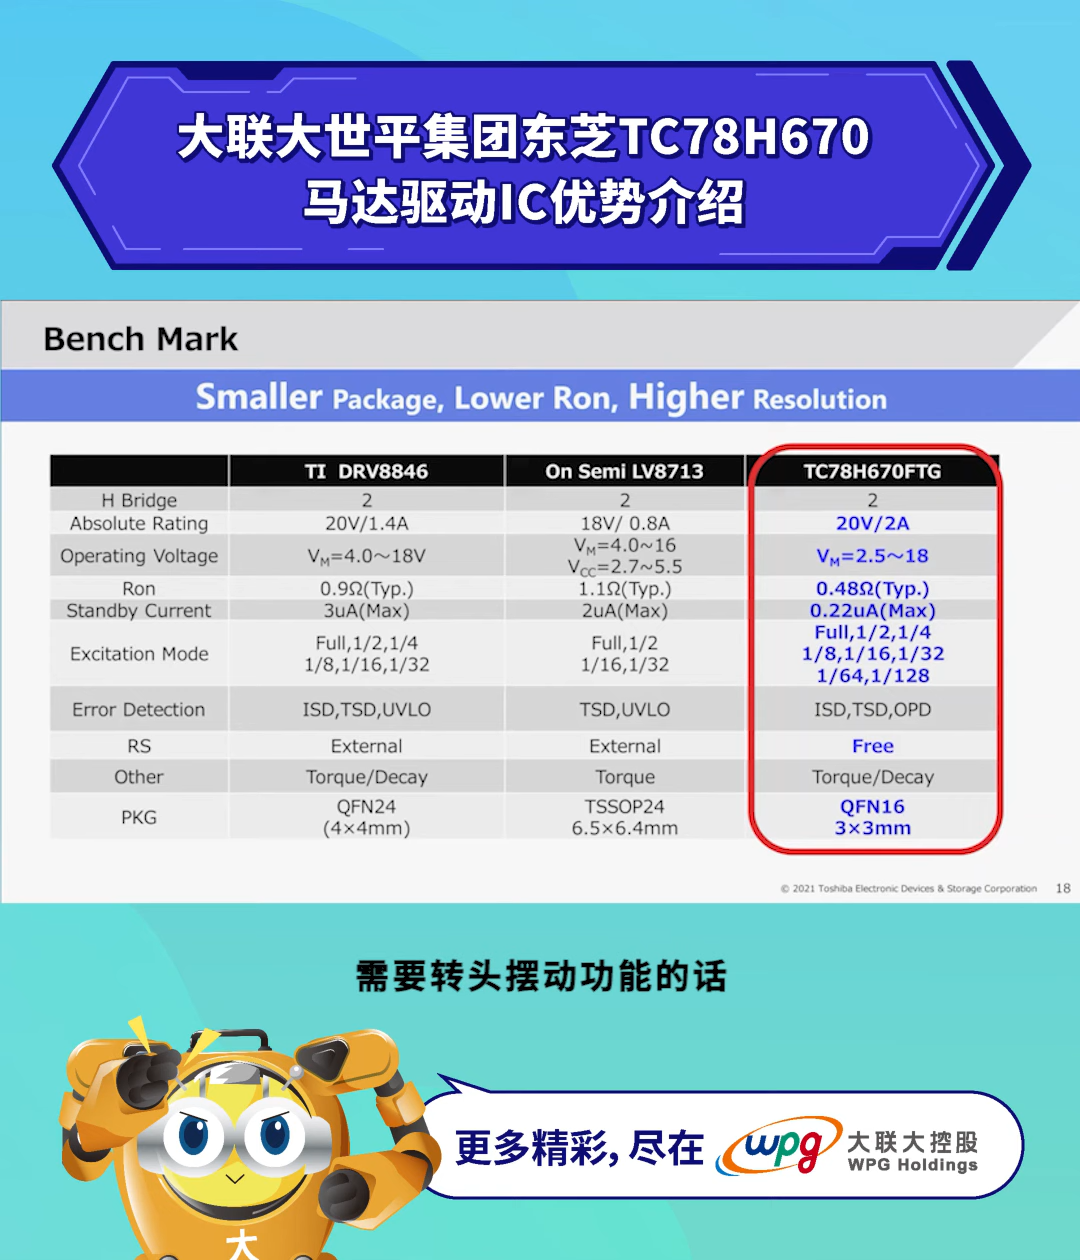 大联大世平集团东芝TC78H670
马达驱动IC优势介绍
Bench Mark
Smaller Package, Lower Ron, Higher Resolution
TI DRV8846 On Semi LV8713 TC78H670FTG
H Bridge 2 2 2
Absolute Rating 20V/1.4A 18V/ 0.8A 20V/2A
Operating Voltage VM=4.0～18V VM=4.0~16 VCC=2.7~5.5 VM=2.5～18
Ron 0.9Ω(Typ.) 1.1Ω(Typ.) 0.48Ω(Typ.)
Standby Current 3uA(Max) 2uA(Max) 0.22uA(Max)
Excitation Mode Full,1/2,1/4 1/8,1/16,1/32 Full,1/2 1/16,1/32 Full,1/2,1/4 1/8,1/16,1/32 1/64,1/128
Error Detection ISD,TSD,UVLO TSD,UVLO ISD,TSD,OPD
RS External External Free
Other Torque/Decay Torque Torque/Decay
PKG QFN24 (4×4mm) TSSOP24 6.5×6.4mm QFN16 3×3mm
© 2021 Toshiba Electronic Devices & Storage Corporation 18
需要转头摆动功能的话
更多精彩,尽在 wpg 大联大控股
WPG Holdings
大